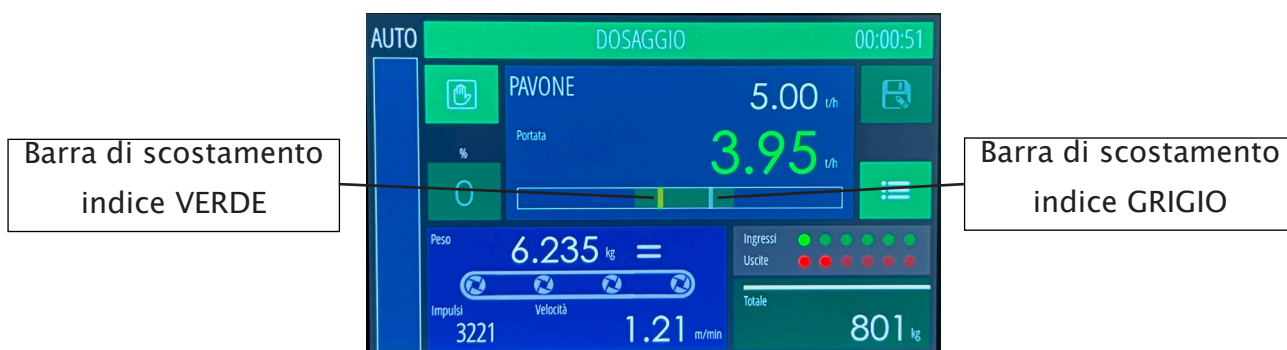 AUTO
DOSAGGIO
00:00:51
PAVONE
5.00 t/h
Portata
3.95 t/h
%
0
Barra di scostamento
indice VERDE
Barra di scostamento
indice GRIGIO
Peso
6.235 kg =
Ingressi
Uscite
Impulsi
3221
Velocità
1.21 m/min
Totale
801 kg